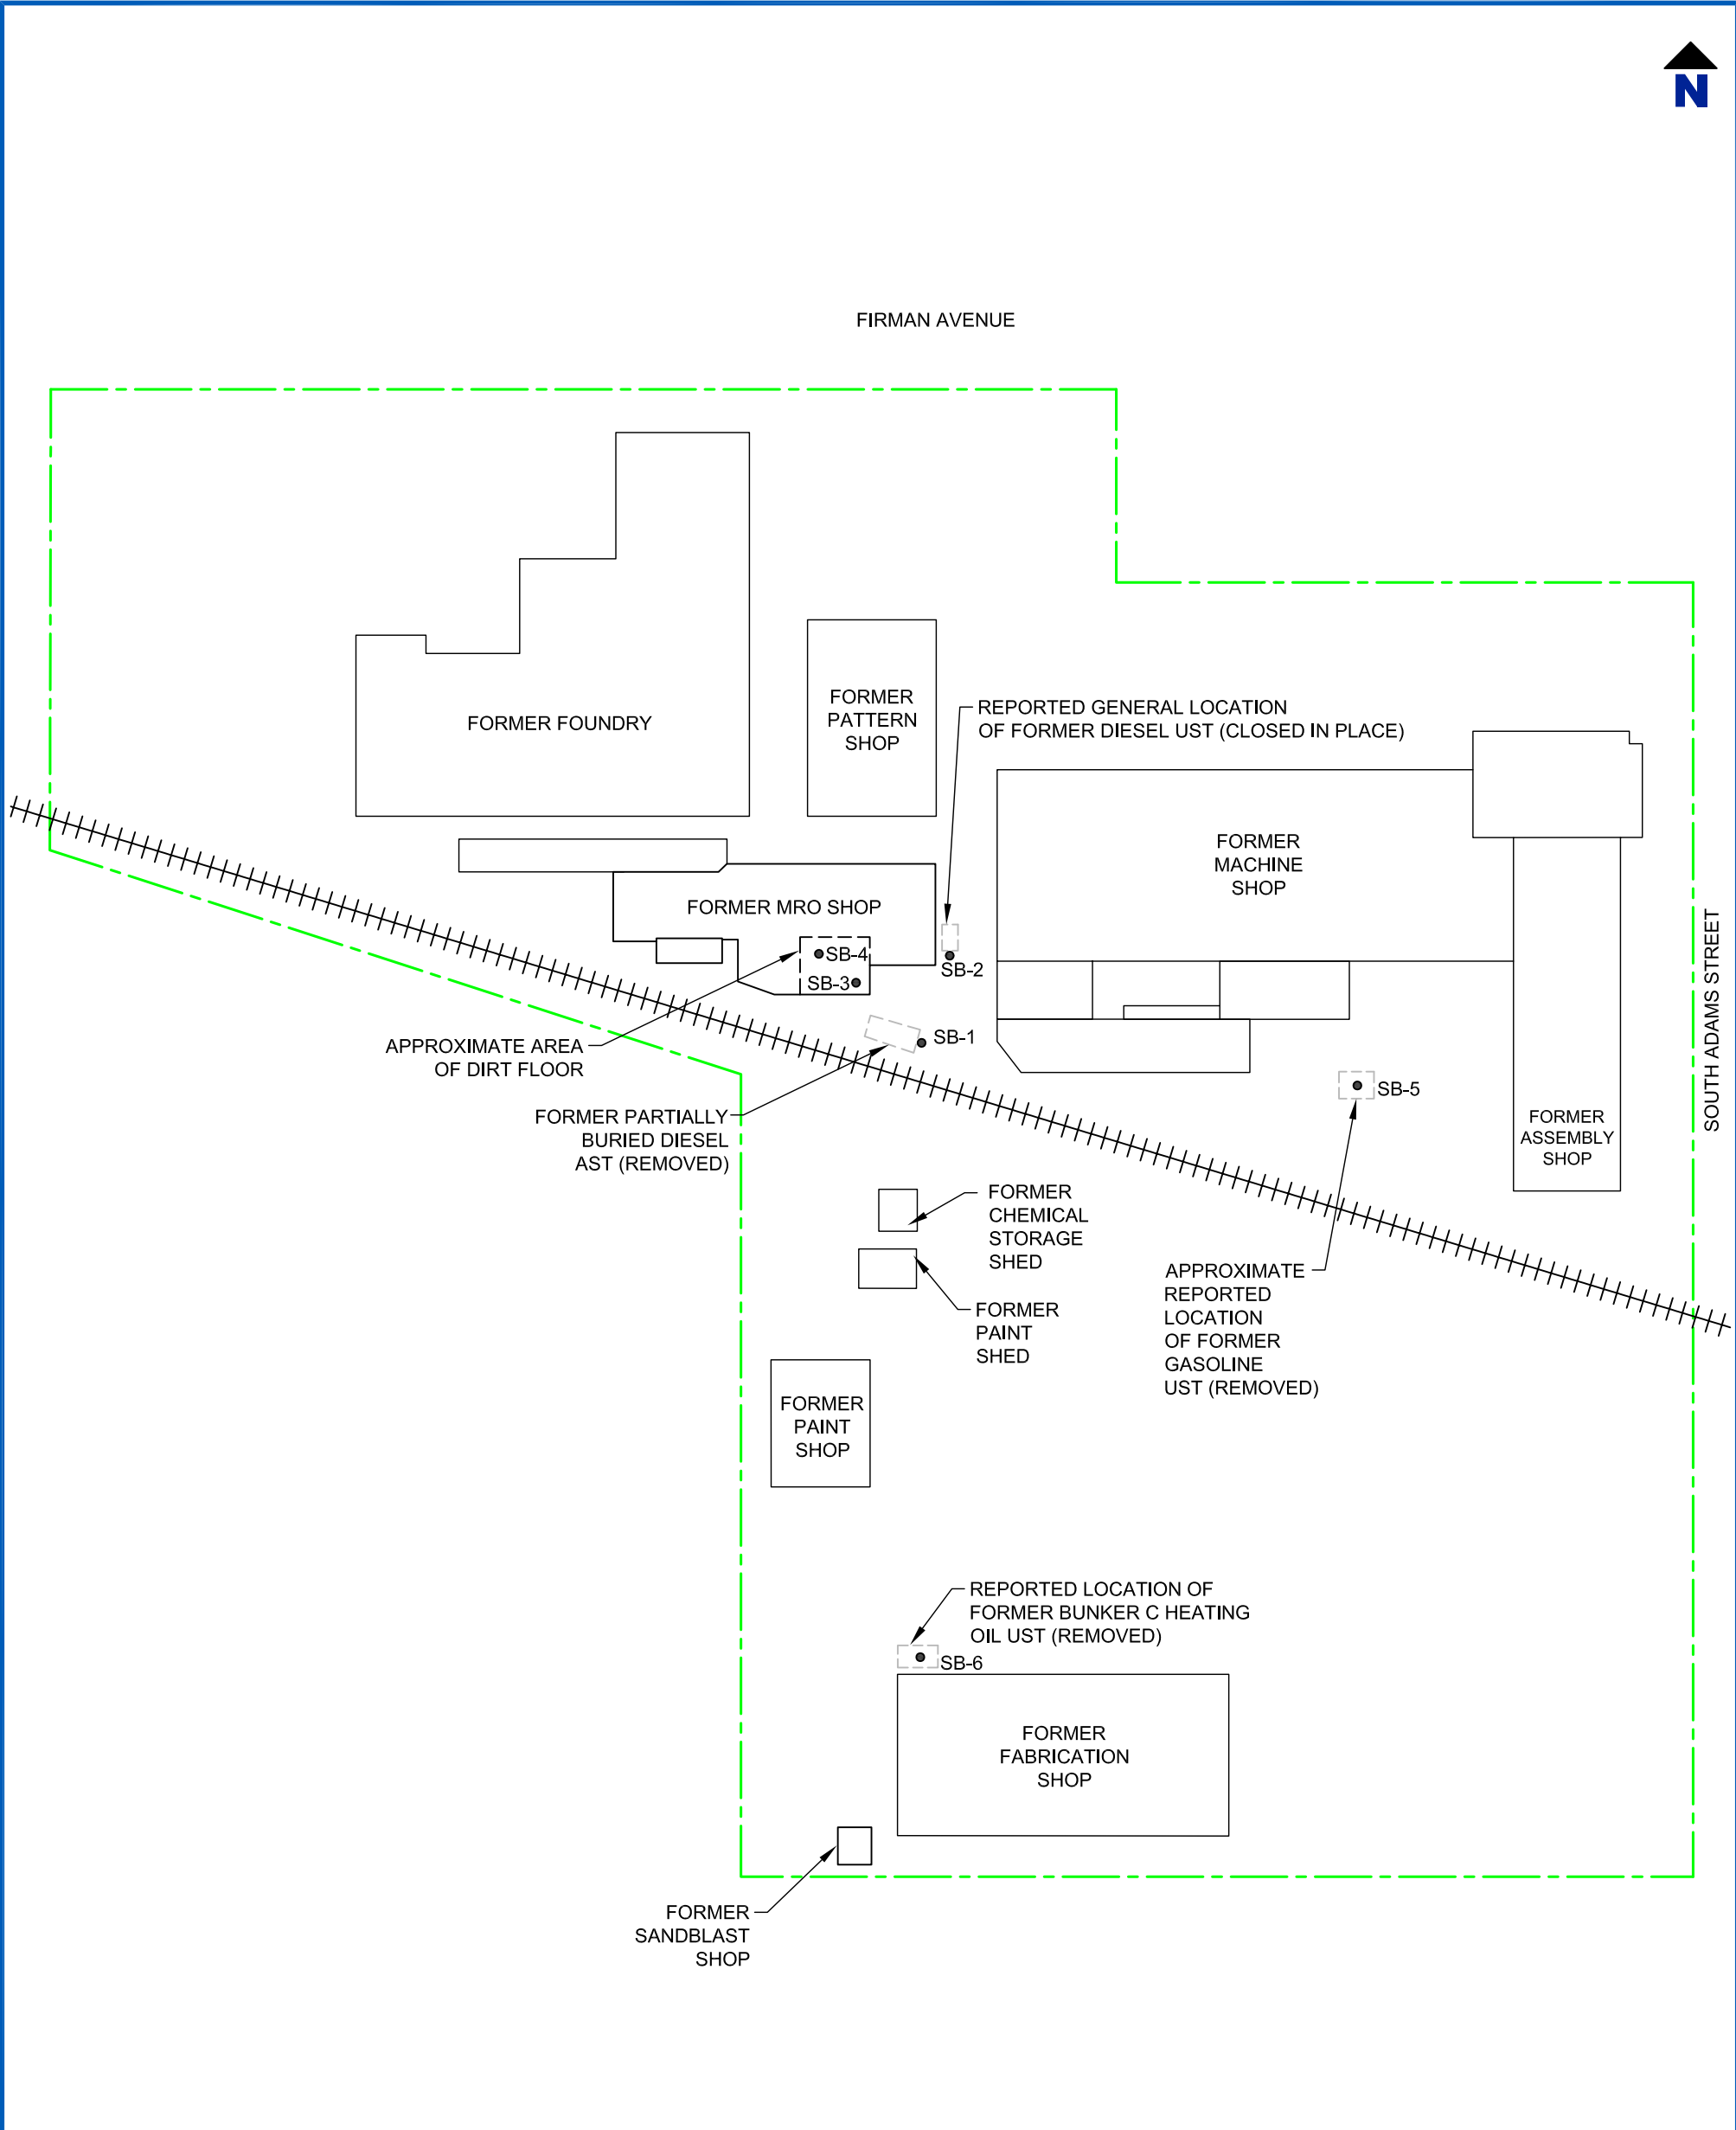 N
FIRMAN AVENUE
FORMER FOUNDRY
FORMER
PATTERN
SHOP
REPORTED GENERAL LOCATION
OF FORMER DIESEL UST (CLOSED IN PLACE)
FORMER
MACHINE
SHOP
FORMER MRO SHOP
SB-4
SB-3
SB-2
SB-1
SOUTH ADAMS STREET
APPROXIMATE AREA
OF DIRT FLOOR
SB-5
FORMER PARTIALLY
BURIED DIESEL
AST (REMOVED)
FORMER
ASSEMBLY
SHOP
FORMER
CHEMICAL
STORAGE
SHED
FORMER
PAINT
SHED
APPROXIMATE
REPORTED
LOCATION
OF FORMER
GASOLINE
UST (REMOVED)
FORMER
PAINT
SHOP
REPORTED LOCATION OF
FORMER BUNKER C HEATING
OIL UST (REMOVED)
SB-6
FORMER
FABRICATION
SHOP
FORMER
SANDBLAST
SHOP